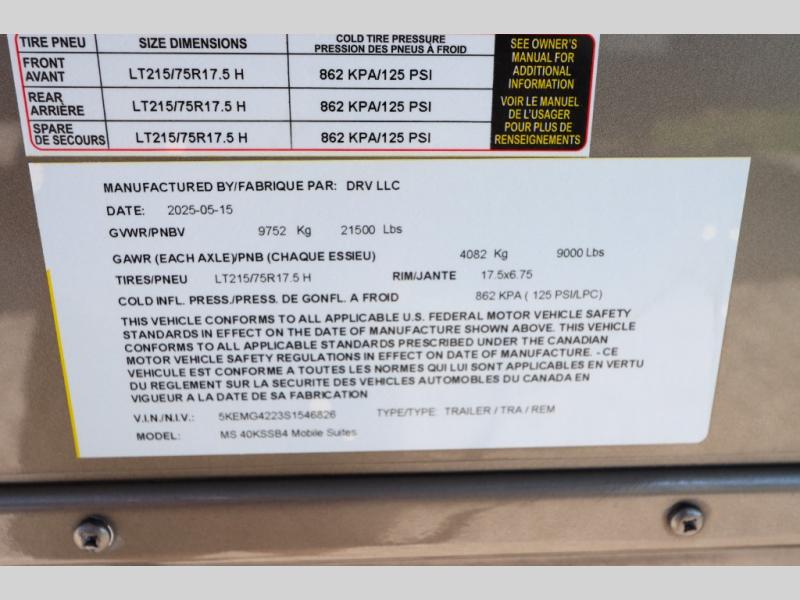 TIRE PNEU SIZE DIMENSIONS COLD TIRE PRESSURE
PRESSION DES PNEUS À FROID
FRONT
AVANT
LT215/75R17.5 H 862 KPA/125 PSI
REAR
ARRIÈRE
LT215/75R17.5 H 862 KPA/125 PSI
SPARE
DE SECOURS
LT215/75R17.5 H 862 KPA/125 PSI
SEE OWNER'S
MANUAL FOR
ADDITIONAL
INFORMATION
VOIR LE MANUEL
DE L'USAGER
POUR PLUS DE
RENSEIGNEMENTS
MANUFACTURED BY/FABRIQUE PAR: DRV LLC
DATE: 2025-05-15
GVWR/PNBV 9752 Kg 21500 Lbs
GAWR (EACH AXLE)/PNB (CHAQUE ESSIEU) 4082 Kg 9000 Lbs
TIRES/PNEU LT215/75R17.5 H RIM/JANTE 17.5x6.75
COLD INFL. PRESS./PRESS. DE GONFL. A FROID 862 KPA ( 125 PSI/LPC)
THIS VEHICLE CONFORMS TO ALL APPLICABLE U.S. FEDERAL MOTOR VEHICLE SAFETY
STANDARDS IN EFFECT ON THE DATE OF MANUFACTURE SHOWN ABOVE. THIS VEHICLE
CONFORMS TO ALL APPLICABLE STANDARDS PRESCRIBED UNDER THE CANADIAN
MOTOR VEHICLE SAFETY REGULATIONS IN EFFECT ON DATE OF MANUFACTURE. - CE
VEHICULE EST CONFORME A TOUTES LES NORMES QUI LUI SONT APPLICABLES EN VERTU
DU REGLEMENT SUR LA SECURITE DES VEHICLES AUTOMOBILES DU CANADA EN
VIGUEUR A LA DATE DE SA FABRICATION
V.I.N./N.I.V.: 5KEMG4223S1546826 TYPE/TYPE: TRAILER / TRA / REM
MODEL: MS 40KSSB4 Mobile Suites